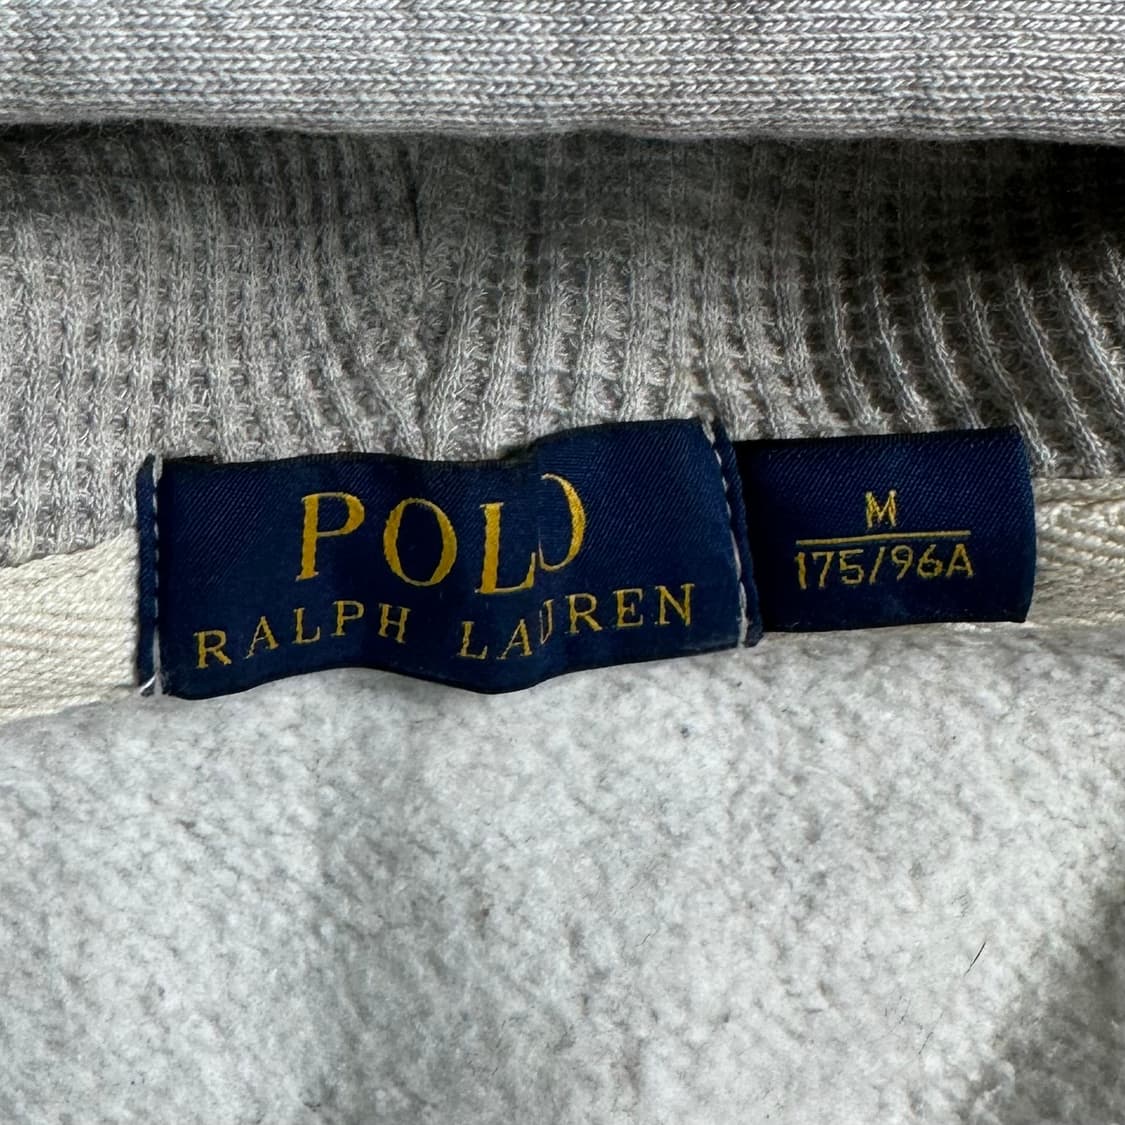 POLO
RALPH LAUREN
M
175/96A